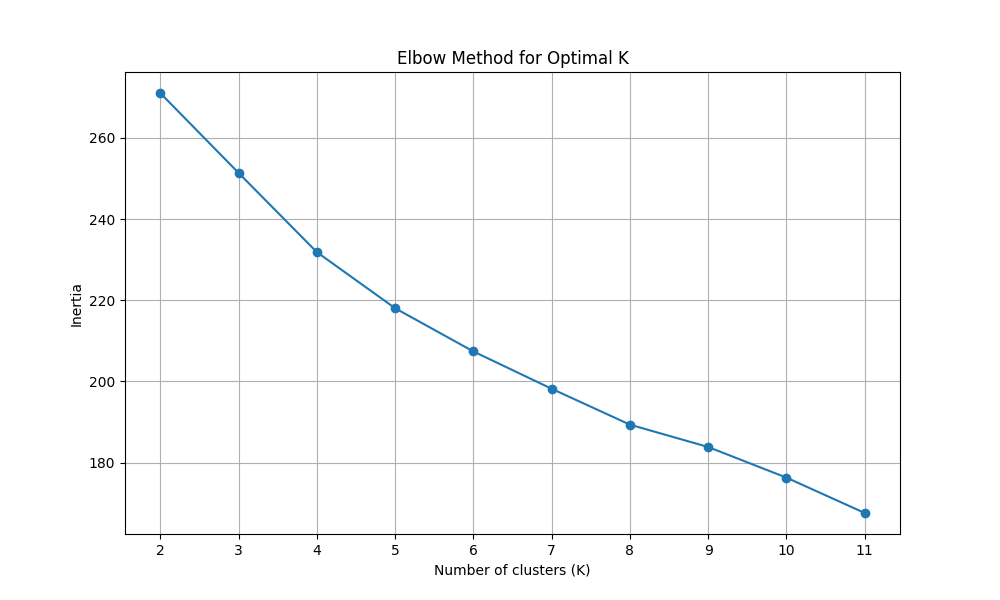 Elbow Method for Optimal K
260
240
220
200
180
Inertia
2 3 4 5 6 7 8 9 10 11
Number of clusters (K)